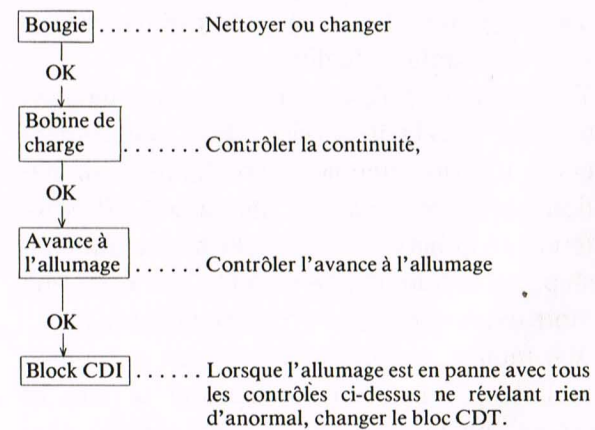 Bougie ......... Nettoyer ou changer
OK
Bobine de
charge ....... Contrôler la continuité,
OK
Avance à
l'allumage ...... Contrôler l'avance à l'allumage
OK
Block CDI ...... Lorsque l'allumage est en panne avec tous
les contrôles ci-dessus ne révélant rien
d'anormal, changer le bloc CDT.